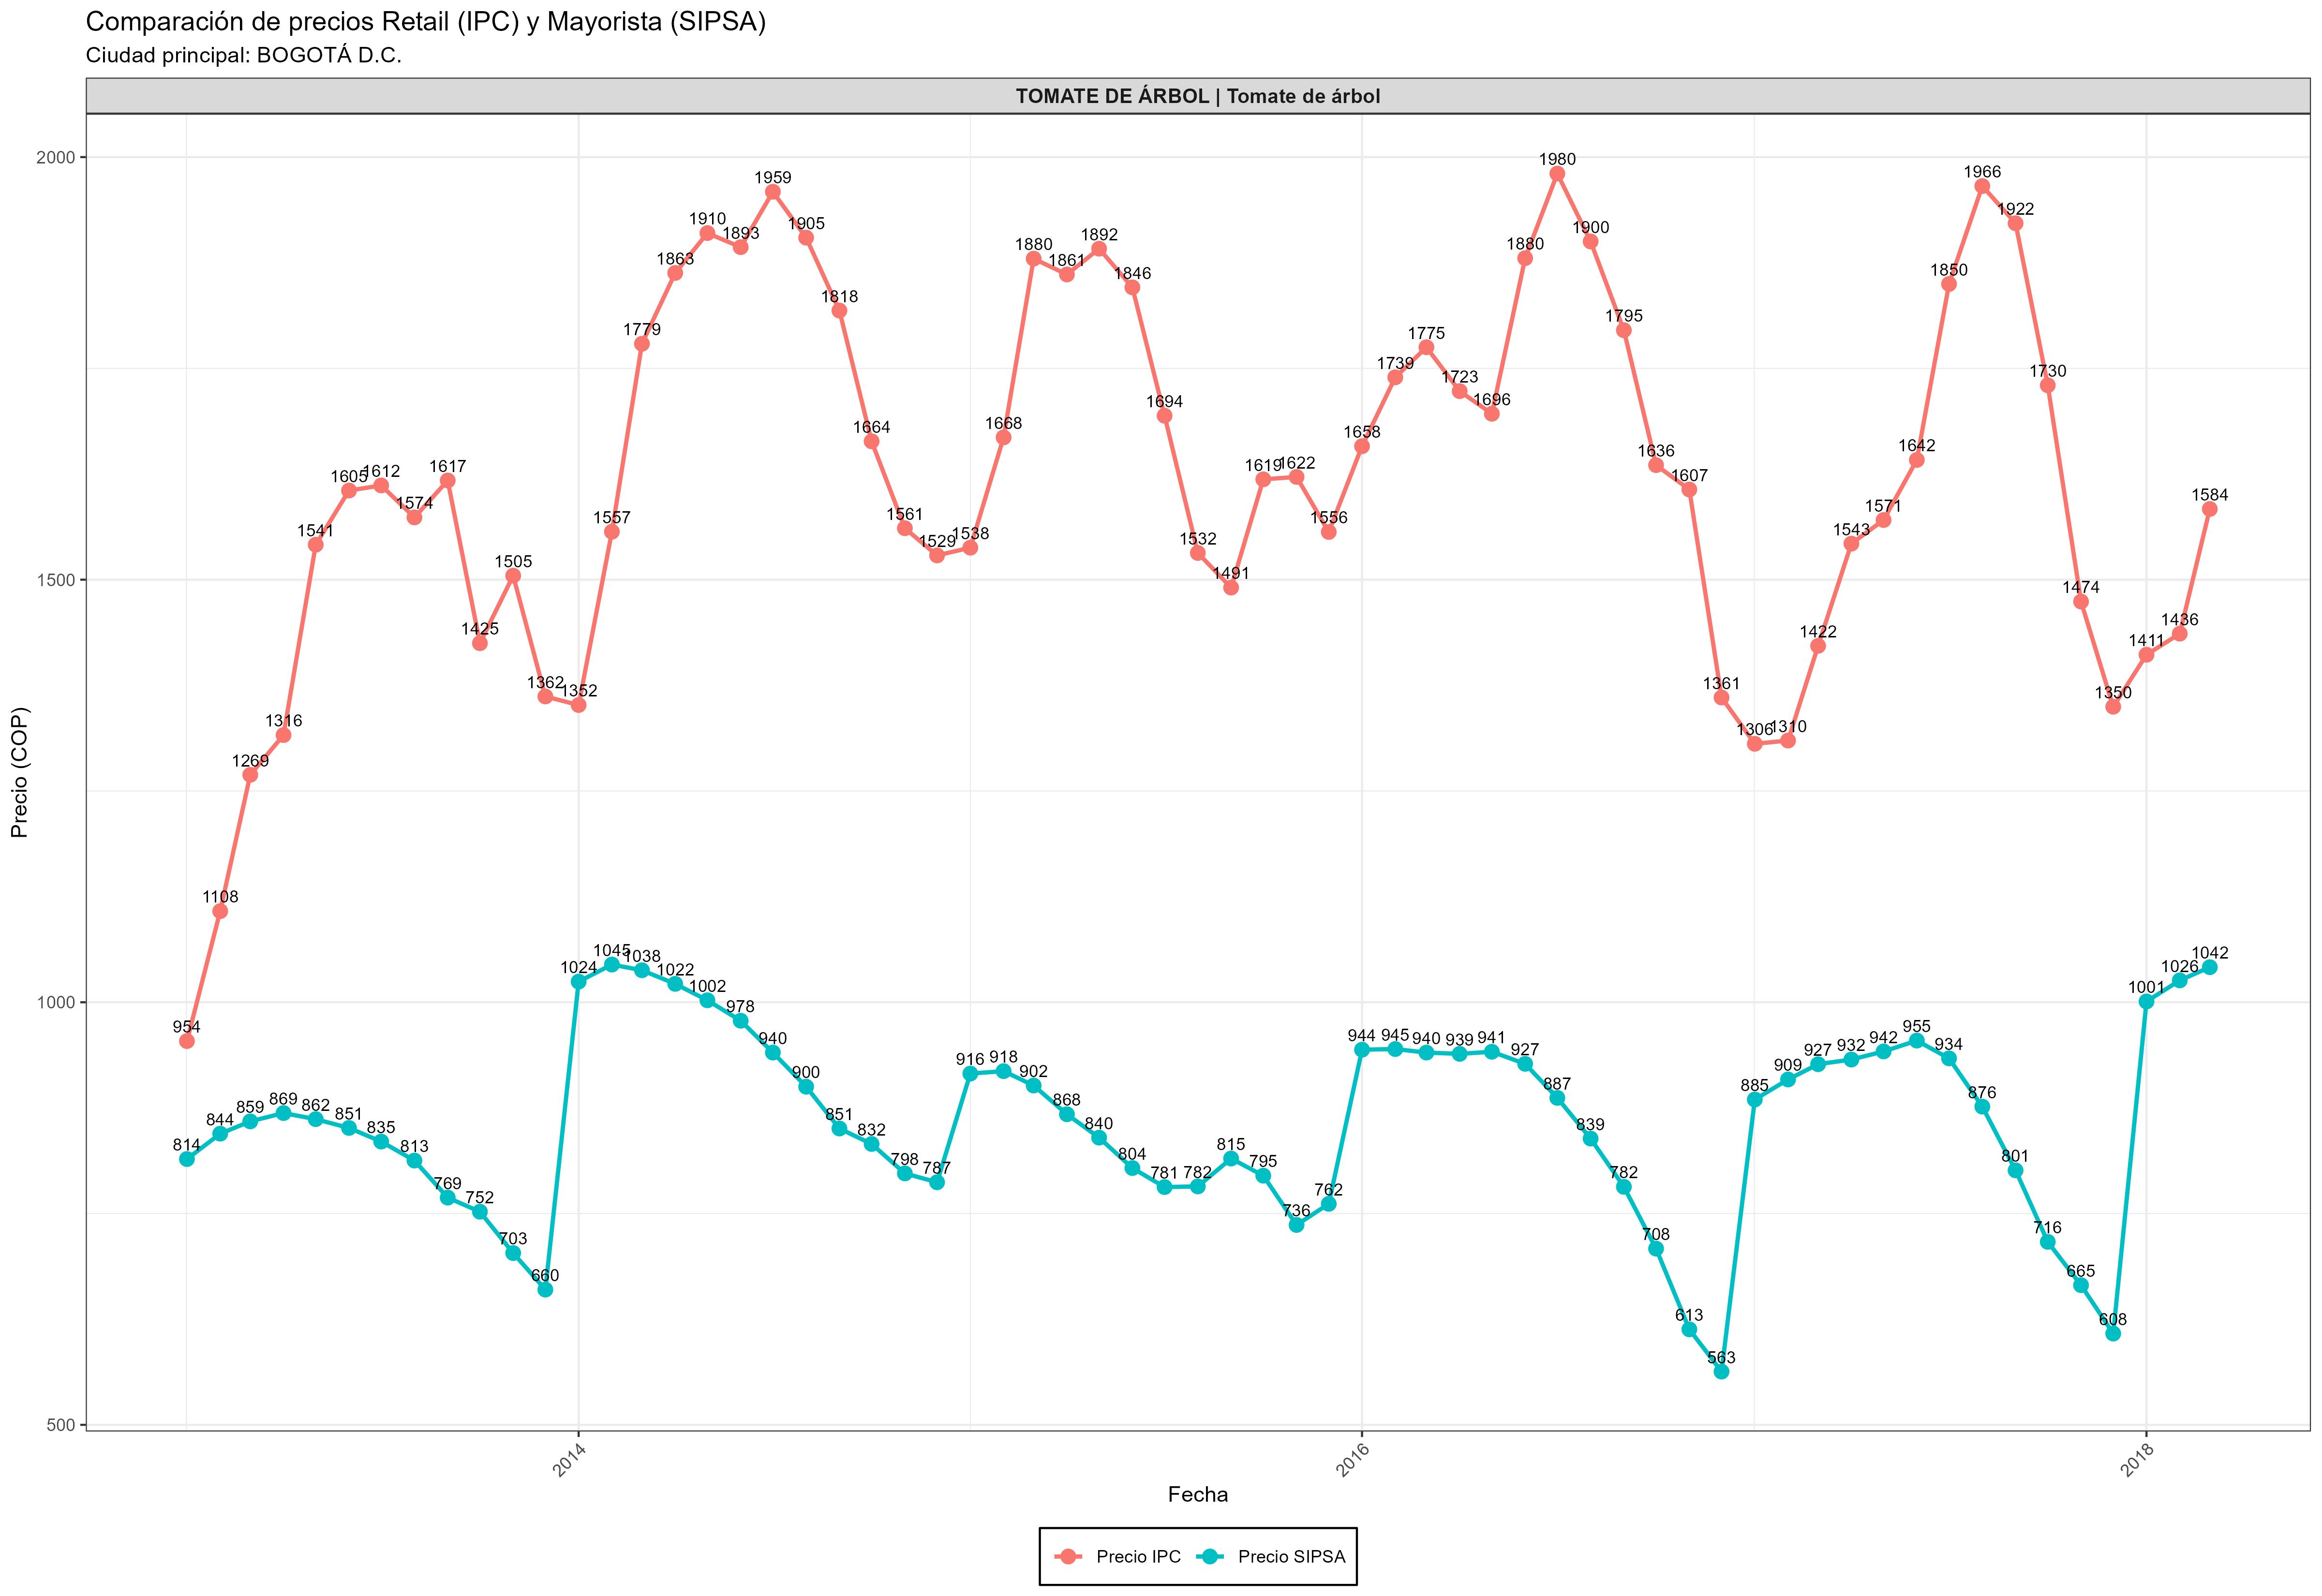 Comparación de precios Retail (IPC) y Mayorista (SIPSA)
Ciudad principal: BOGOTÁ D.C.
TOMATE DE ÁRBOL | Tomate de árbol
Precio (COP)
2000
1500
1000
500
954 1108 1269 1316 1541 1605 1612 1574 1617 1425 1505 1362 1352 1557 1779 1863 1910 1893 1959 1905 1818 1664 1561 1529 1538 1668 1880 1861 1892 1846 1694 1532 1491 1619 1622 1556 1658 1739 1775 1723 1696 1880 1980 1900 1795 1636 1607 1361 1306 1310 1422 1543 1571 1642 1850 1966 1922 1730 1474 1350 1411 1436 1584
814 844 859 869 862 851 835 813 769 752 703 660 1024 1045 1038 1022 1002 978 940 900 851 832 798 787 916 918 902 868 840 804 781 782 815 795 736 762 944 945 940 939 941 927 887 839 782 708 613 563 885 909 927 932 942 955 934 876 801 716 665 608 1001 1026 1042
2014 2016 2018
Fecha
Precio IPC Precio SIPSA